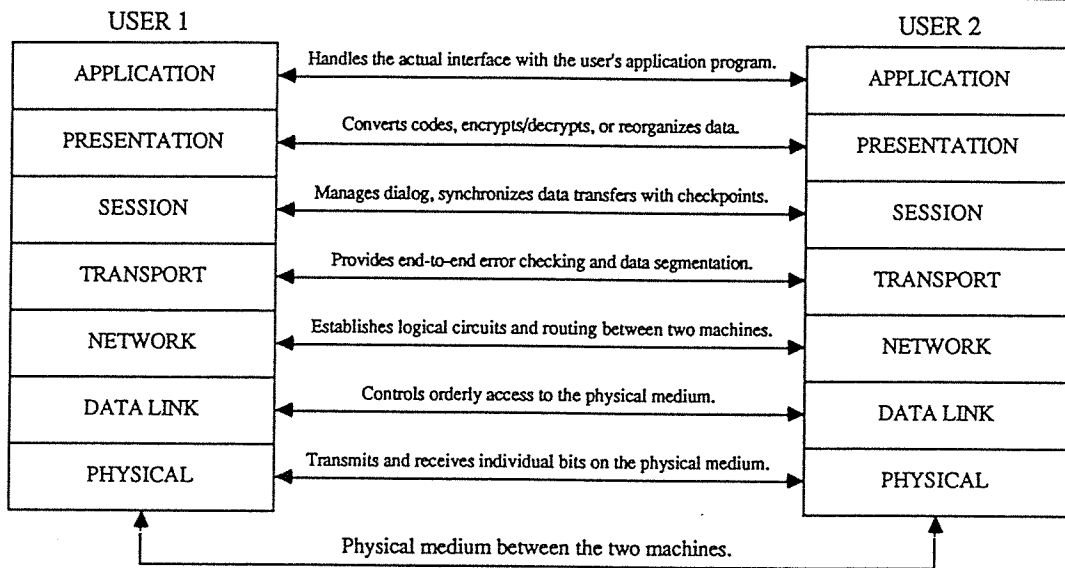 USER 1
USER 2
APPLICATION
Handles the actual interface with the user's application program.
APPLICATION
PRESENTATION
Converts codes, encrypts/decrypts, or reorganizes data.
PRESENTATION
SESSION
Manages dialog, synchronizes data transfers with checkpoints.
SESSION
TRANSPORT
Provides end-to-end error checking and data segmentation.
TRANSPORT
NETWORK
Establishes logical circuits and routing between two machines.
NETWORK
DATA LINK
Controls orderly access to the physical medium.
DATA LINK
PHYSICAL
Transmits and receives individual bits on the physical medium.
PHYSICAL
Physical medium between the two machines.